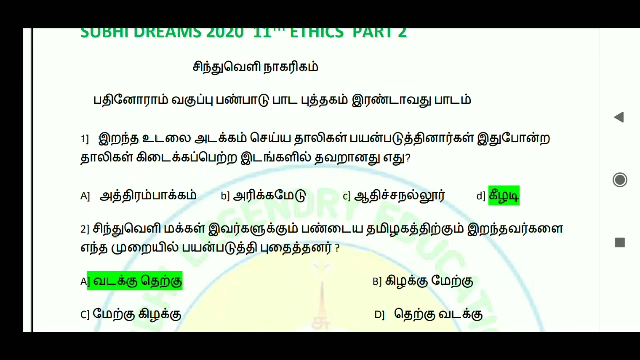 SUBHI DREAMS 2020 11TH ETHICS PART 2
சிந்துவெளி நாகரிகம்
பதினோராம் வகுப்பு பண்பாடு பாட புத்தகம் இரண்டாவது பாடம்
1] இறந்த உடலை அடக்கம் செய்ய தாலிகள் பயன்படுத்தினார்கள் இதுபோன்ற
தாலிகள் கிடைக்கப்பெற்ற இடங்களில் தவறானது எது?
A] அத்திரம்பாக்கம் b] அரிக்கமேடு c] ஆதிச்சநல்லூர் d] கீழடி
2] சிந்துவெளி மக்கள் இவர்களுக்கும் பண்டைய தமிழகத்திற்கும் இறந்தவர்களை
எந்த முறையில் பயன்படுத்தி புதைத்தனர் ?
A] வடக்கு தெற்கு B] கிழக்கு மேற்கு
C] மேற்கு கிழக்கு D] தெற்கு வடக்கு